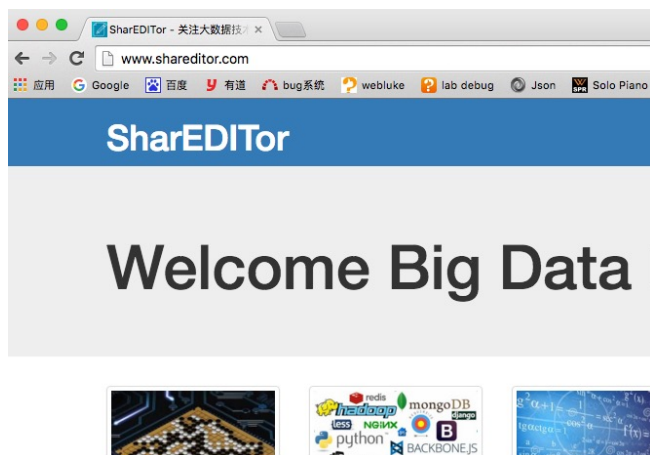 SharEDITor - 关注大数据技
www.shareditor.com
应用 Google 百度 有道 bug系统 webluke lab debug Json Solo Piano
SharEDITor
Welcome Big Data
redis
hadoop
mongoDB
django
less
NGINX
B
python
BACKBONE.JS